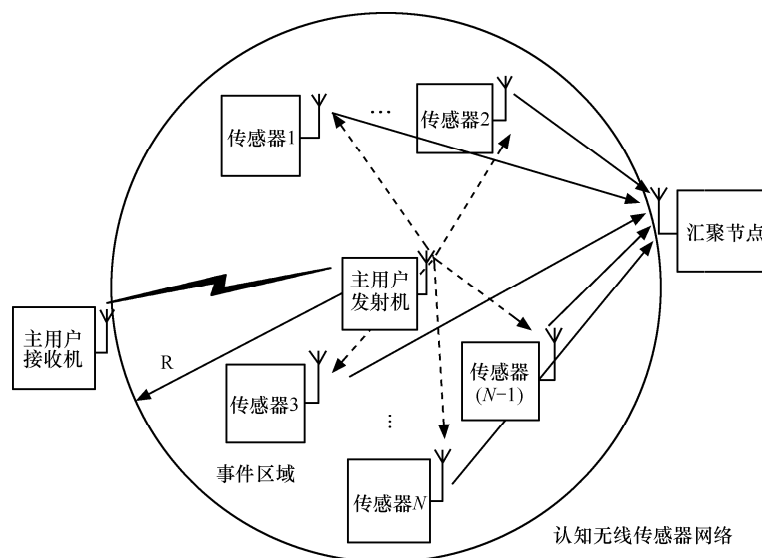 传感器1
…
传感器2
汇聚节点
主用户
发射机
主用户
接收机
R
传感器3
传感器
(N−1)
…
事件区域
传感器N
认知无线传感器网络